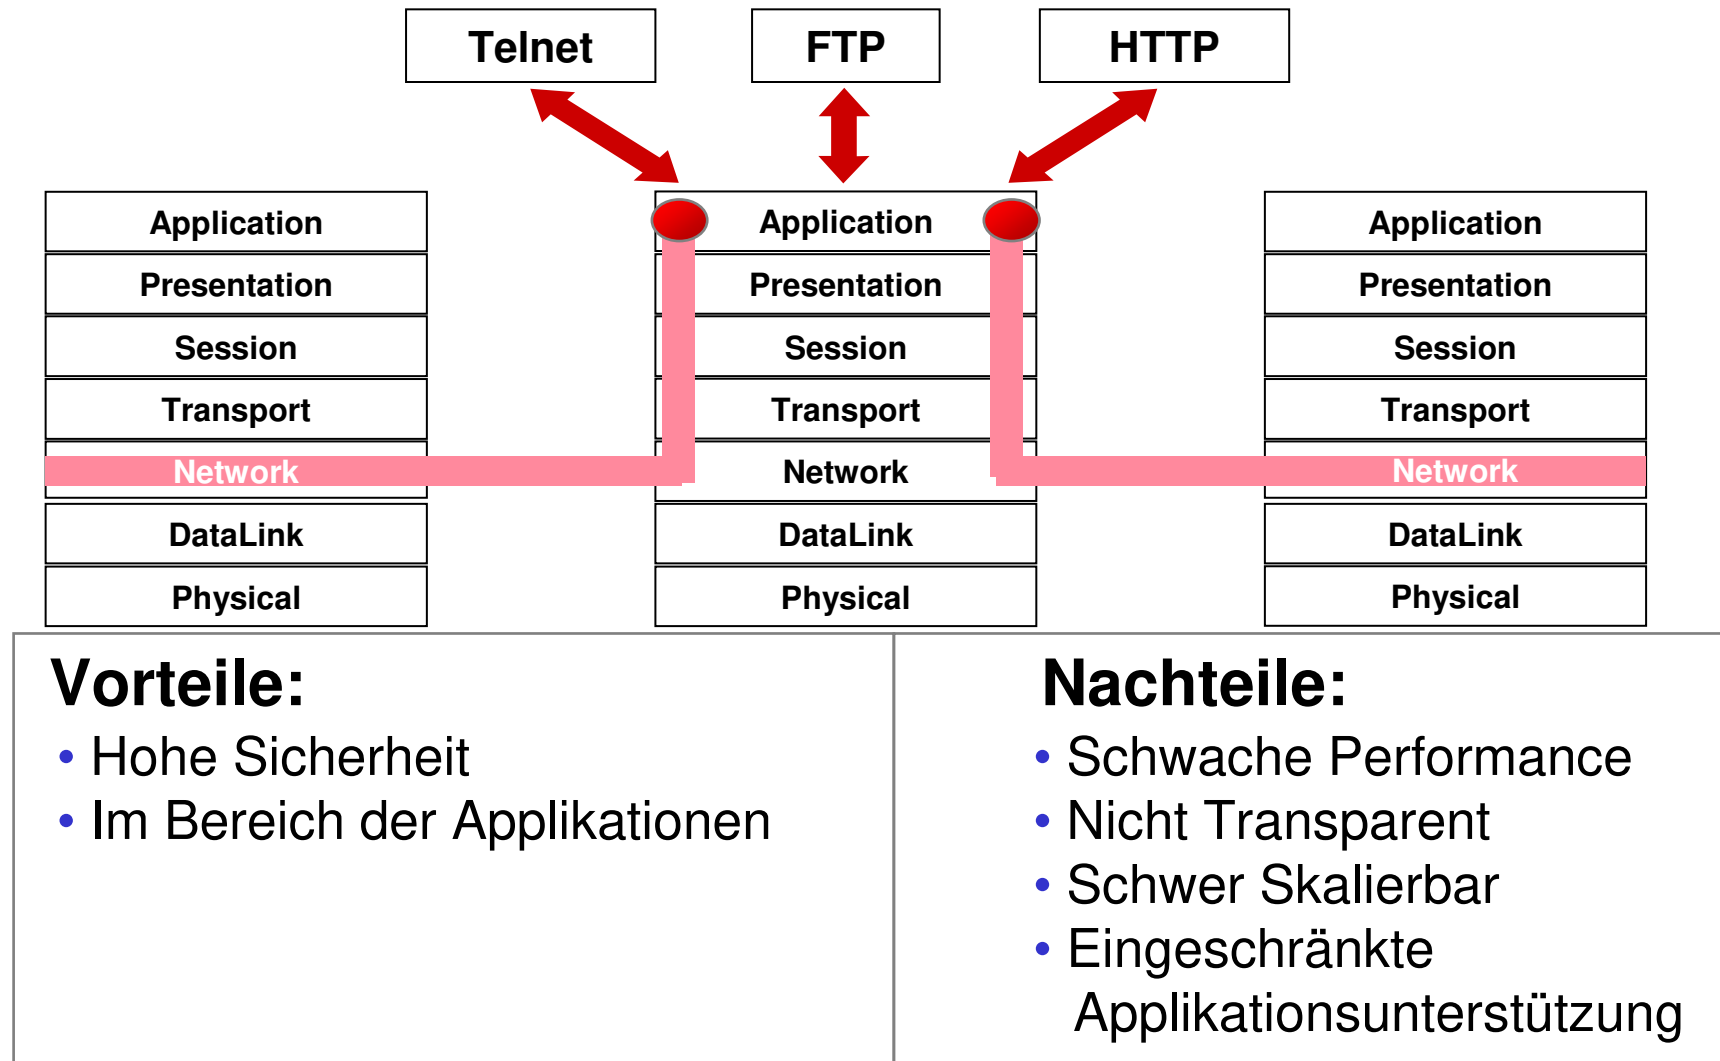 Telnet
FTP
HTTP
Application
Presentation
Session
Transport
Network
DataLink
Physical
Application
Presentation
Session
Transport
Network
DataLink
Physical
Application
Presentation
Session
Transport
Network
DataLink
Physical
Vorteile:
• Hohe Sicherheit
• Im Bereich der Applikationen
Nachteile:
• Schwache Performance
• Nicht Transparent
• Schwer Skalierbar
• Eingeschränkte
Applikationsunterstützung